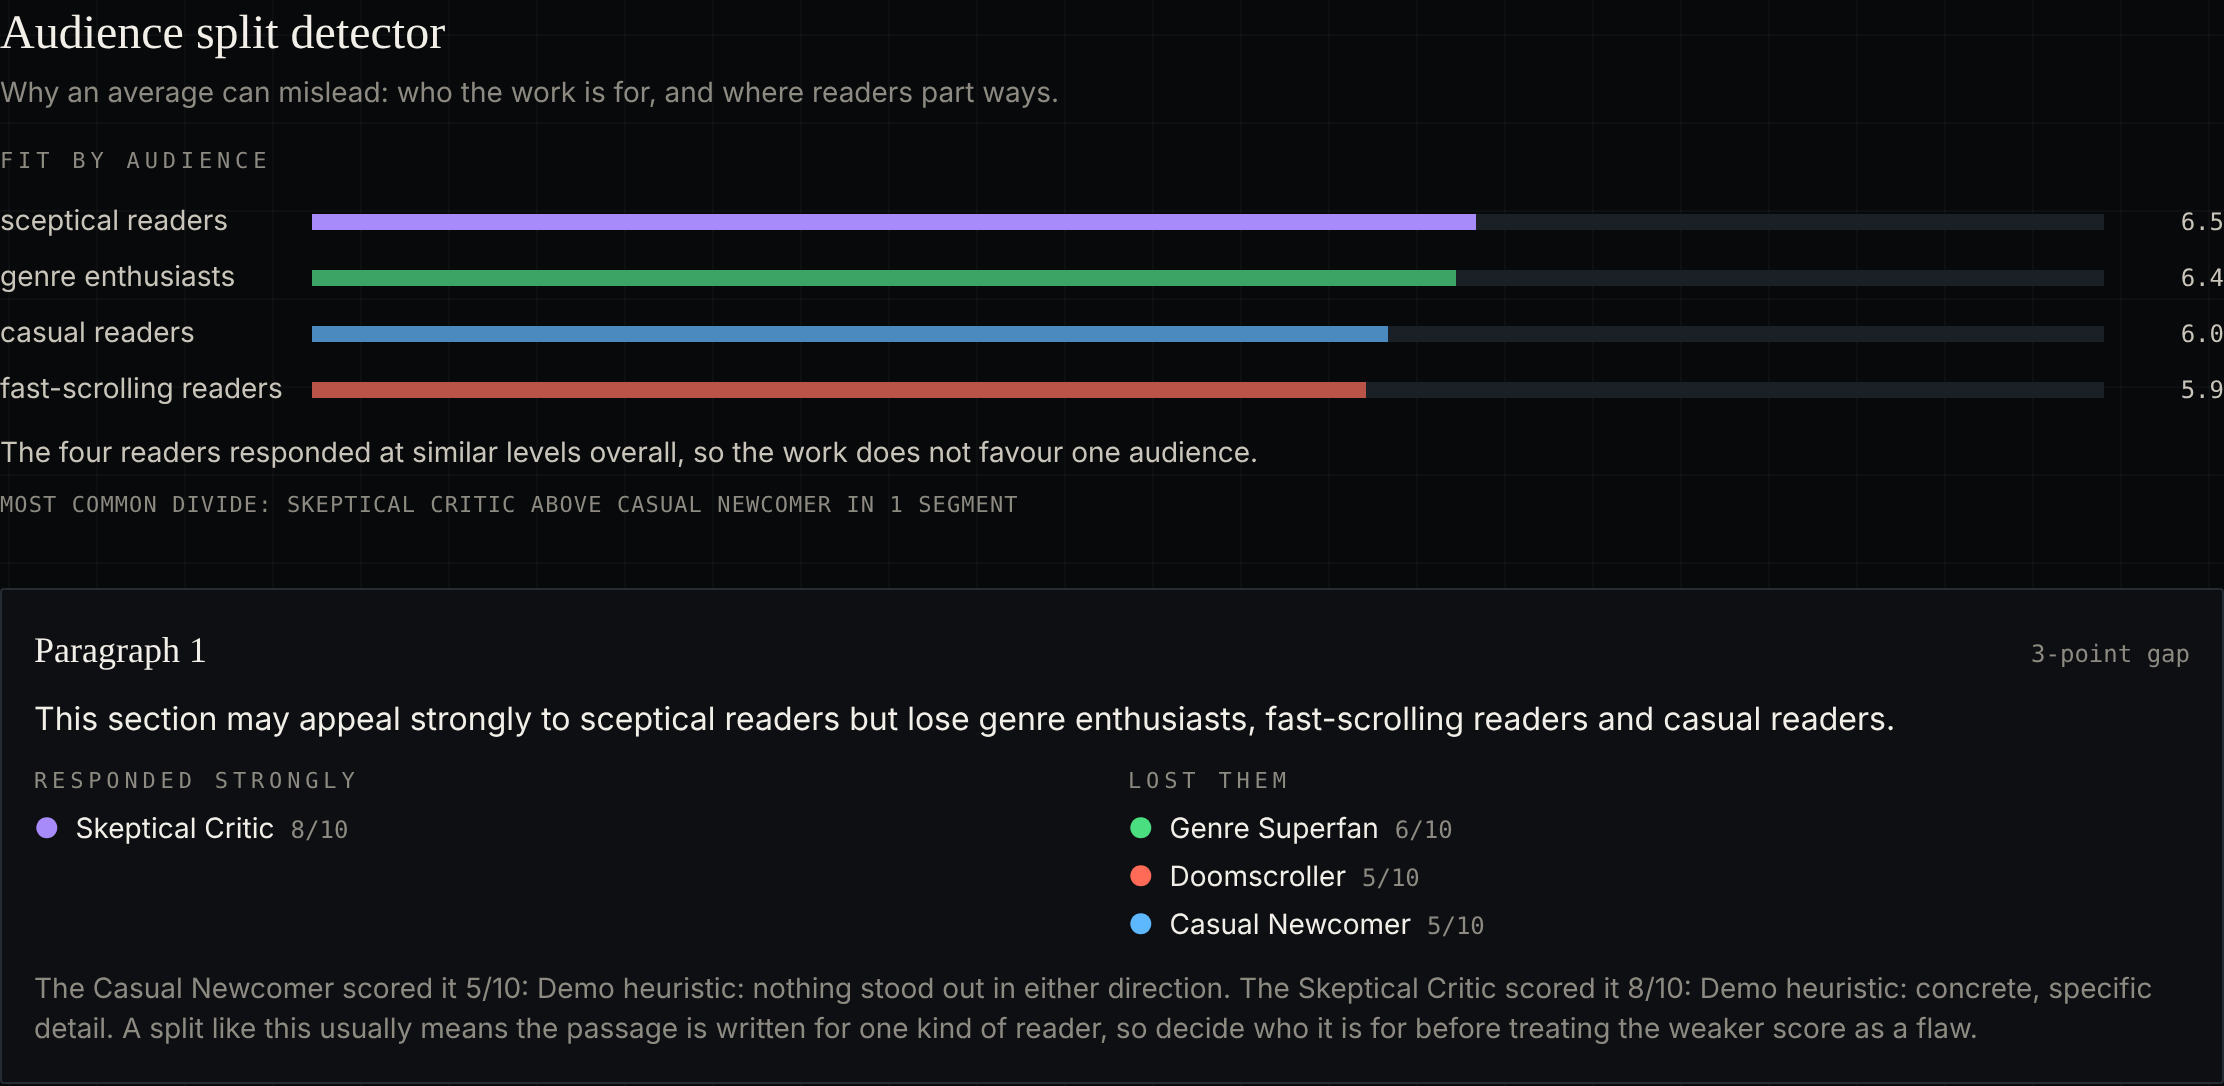 Audience split detector
Why an average can mislead: who the work is for, and where readers part ways.
FIT BY AUDIENCE
sceptical readers 6.5
genre enthusiasts 6.4
casual readers 6.0
fast-scrolling readers 5.9
The four readers responded at similar levels overall, so the work does not favour one audience.
MOST COMMON DIVIDE: SKEPTICAL CRITIC ABOVE CASUAL NEWCOMER IN 1 SEGMENT
Paragraph 1 3-point gap
This section may appeal strongly to sceptical readers but lose genre enthusiasts, fast-scrolling readers and casual readers.
RESPONDED STRONGLY
Skeptical Critic 8/10
LOST THEM
Genre Superfan 6/10
Doomscroller 5/10
Casual Newcomer 5/10
The Casual Newcomer scored it 5/10: Demo heuristic: nothing stood out in either direction. The Skeptical Critic scored it 8/10: Demo heuristic: concrete, specific
detail. A split like this usually means the passage is written for one kind of reader, so decide who it is for before treating the weaker score as a flaw.